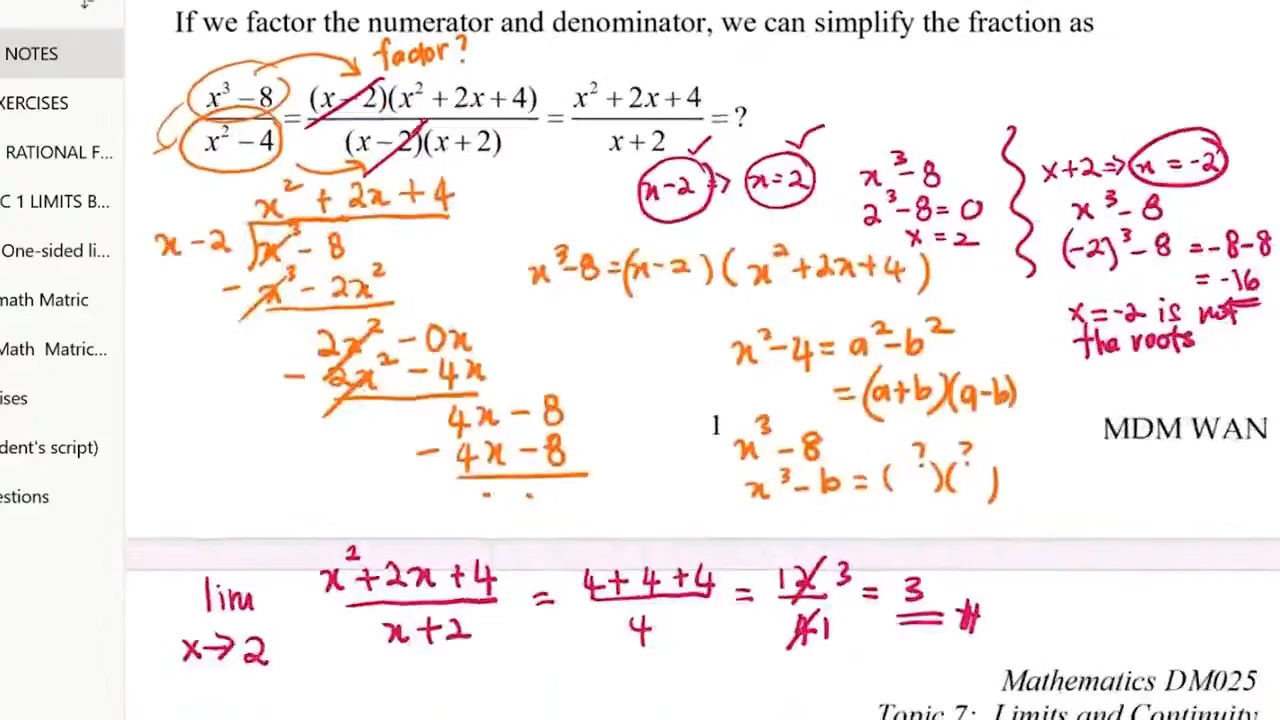 If we factor the numerator and denominator, we can simplify the fraction as
factor?
x³ − 8 / x² − 4 = (x − 2)(x² + 2x + 4) / (x − 2)(x + 2) = x² + 2x + 4 / x + 2 = ?
x-2 => x=2
x³-8
2³-8=0
x=2
x+2 => x=-2
x³-8
(-2)³-8 = -8-8
= -16
x=-2 is not
the roots
x² + 2x + 4
x-2 x³-8
- x³ - 2x²
2x² - 0x
- 2x² - 4x
4x - 8
- 4x - 8
x³-8=(x-2)(x²+2x+4)
x²-4=a²-b²
=(a+b)(a-b)
x³-8
x³-b=( ? )( ? )
1
MDM WAN
lim x→2 x²+2x+4 / x+2 = 4+4+4 / 4 = 12 3 / 4 1 = 3 #
Mathematics DM025
Topic 7: Limits and Continuity
NOTES
XERCISES
RATIONAL F...
C 1 LIMITS B...
One-sided li...
math Matric
Math Matric...
ises
dent's script)
estions